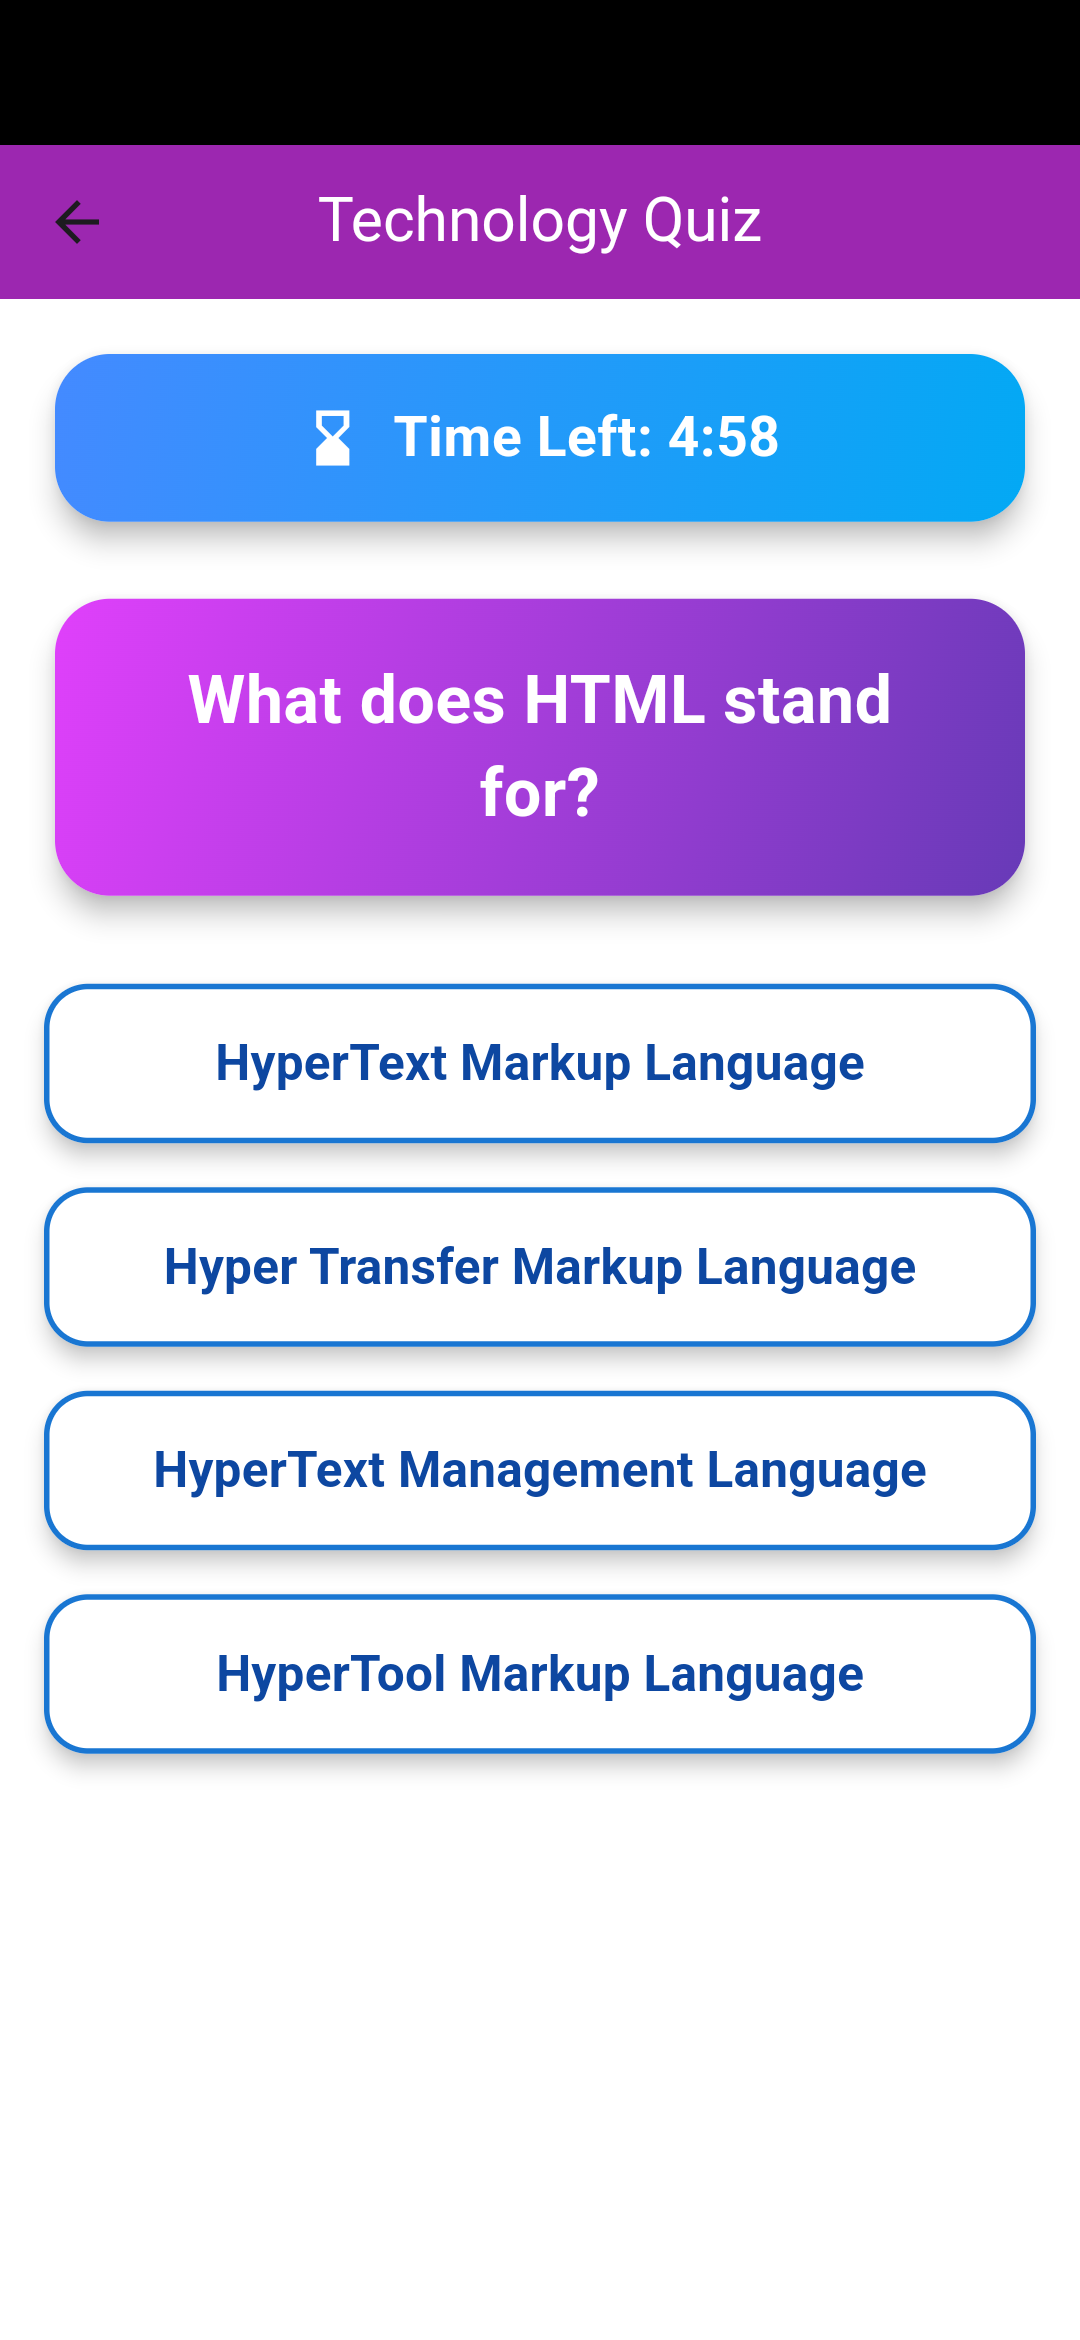 Technology Quiz
Time Left: 4:58
What does HTML stand
for?
HyperText Markup Language
Hyper Transfer Markup Language
HyperText Management Language
HyperTool Markup Language